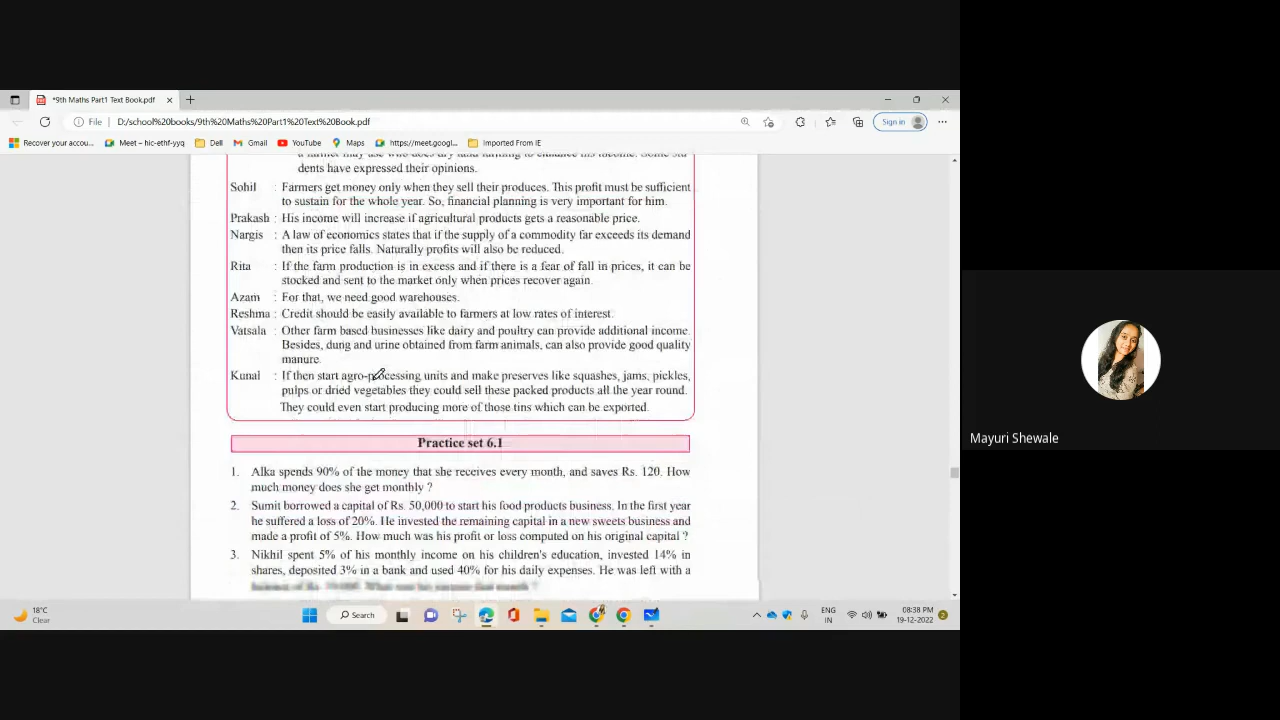 *9th Maths Part1 Text Book.pdf
File D:/school%20books/9th%20Maths%20Part1%20Text%20Book.pdf
Sign in
Recover your accou... Meet – hic-ethf-yyq Dell Gmail YouTube Maps https://meet.googl... Imported From IE
a farmer may use who does dry land farming to enhance his income. Some stu-
dents have expressed their opinions.
Sohil : Farmers get money only when they sell their produces. This profit must be sufficient
to sustain for the whole year. So, financial planning is very important for him.
Prakash : His income will increase if agricultural products gets a reasonable price.
Nargis : A law of economics states that if the supply of a commodity far exceeds its demand
then its price falls. Naturally profits will also be reduced.
Rita : If the farm production is in excess and if there is a fear of fall in prices, it can be
stocked and sent to the market only when prices recover again.
Azam : For that, we need good warehouses.
Reshma : Credit should be easily available to farmers at low rates of interest.
Vatsala : Other farm based businesses like dairy and poultry can provide additional income.
Besides, dung and urine obtained from farm animals, can also provide good quality
manure.
Kunal : If then start agro-processing units and make preserves like squashes, jams, pickles,
pulps or dried vegetables they could sell these packed products all the year round.
They could even start producing more of those tins which can be exported.
Practice set 6.1
1. Alka spends 90% of the money that she receives every month, and saves Rs. 120. How
much money does she get monthly ?
2. Sumit borrowed a capital of Rs. 50,000 to start his food products business. In the first year
he suffered a loss of 20%. He invested the remaining capital in a new sweets business and
made a profit of 5%. How much was his profit or loss computed on his original capital ?
3. Nikhil spent 5% of his monthly income on his children's education, invested 14% in
shares, deposited 3% in a bank and used 40% for his daily expenses. He was left with a
Mayuri Shewale
18°C
Clear
Search
ENG
IN
08:38 PM
19-12-2022
2